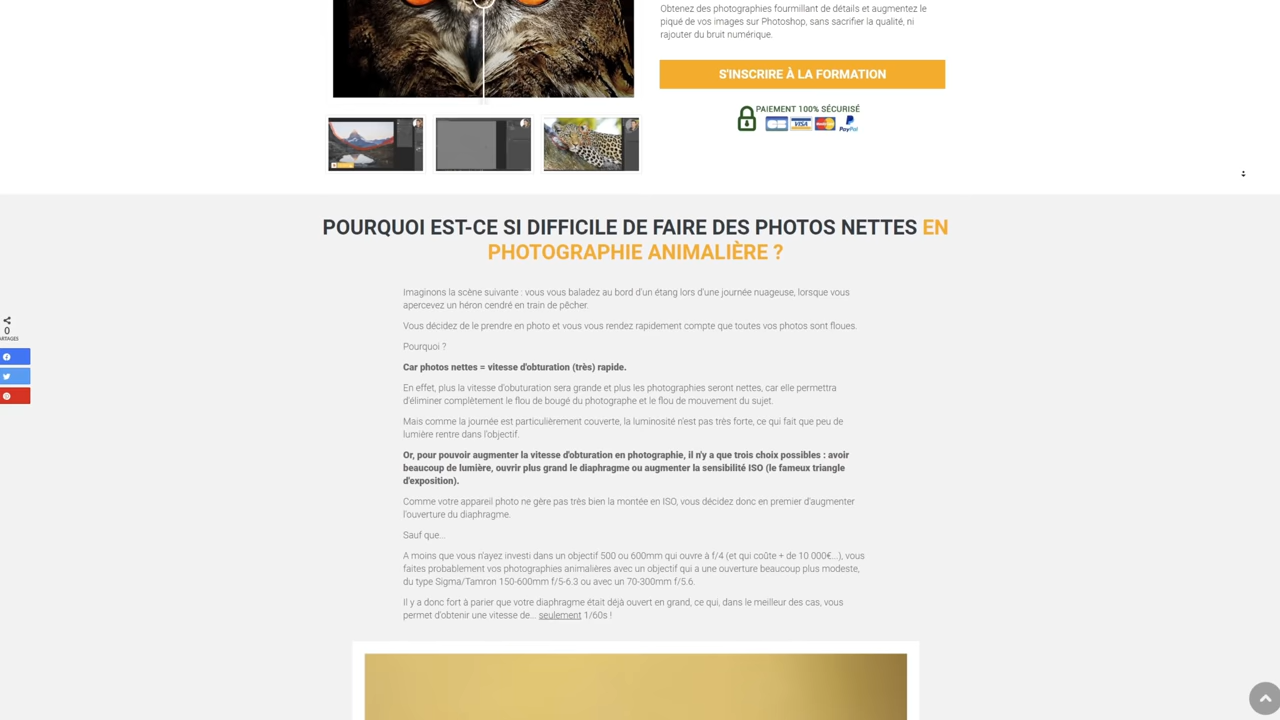 Obtenez des photographies fourmillant de détails et augmentez le
piqué de vos images sur Photoshop, sans sacrifier la qualité, ni
rajouter du bruit numérique.
S'INSCRIRE À LA FORMATION
PAIEMENT 100% SÉCURISÉ
VISA
PayPal
POURQUOI EST-CE SI DIFFICILE DE FAIRE DES PHOTOS NETTES EN
PHOTOGRAPHIE ANIMALIÈRE ?
Imaginons la scène suivante : vous vous baladez au bord d'un étang lors d'une journée nuageuse, lorsque vous
apercevez un héron cendré en train de pêcher.
Vous décidez de le prendre en photo et vous vous rendez rapidement compte que toutes vos photos sont floues.
Pourquoi ?
Car photos nettes = vitesse d'obturation (très) rapide.
En effet, plus la vitesse d'obuturation sera grande et plus les photographies seront nettes, car elle permettra
d'éliminer complètement le flou de bougé du photographe et le flou de mouvement du sujet.
Mais comme la journée est particulièrement couverte, la luminosité n'est pas très forte, ce qui fait que peu de
lumière rentre dans l'objectif.
Or, pour pouvoir augmenter la vitesse d'obturation en photographie, il n'y a que trois choix possibles : avoir
beaucoup de lumière, ouvrir plus grand le diaphragme ou augmenter la sensibilité ISO (le fameux triangle
d'exposition).
Comme votre appareil photo ne gère pas très bien la montée en ISO, vous décidez donc en premier d'augmenter
l'ouverture du diaphragme.
Sauf que...
A moins que vous n'ayez investi dans un objectif 500 ou 600mm qui ouvre à f/4 (et qui coûte + de 10 000€...), vous
faites probablement vos photographies animalières avec un objectif qui a une ouverture beaucoup plus modeste,
du type Sigma/Tamron 150-600mm f/5-6.3 ou avec un 70-300mm f/5.6.
Il y a donc fort à parier que votre diaphragme était déjà ouvert en grand, ce qui, dans le meilleur des cas, vous
permet d'obtenir une vitesse de... seulement 1/60s !
0